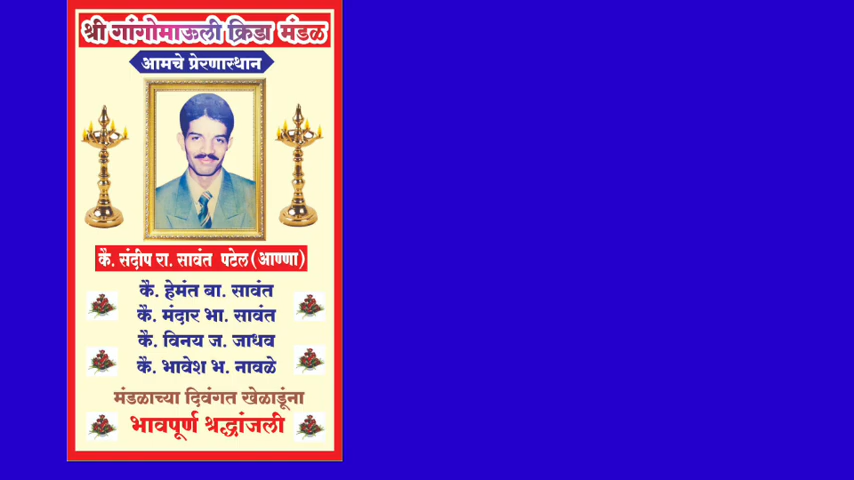 श्री गांगोमाऊली क्रिडा मंडळ
आमचे प्रेरणास्थान
कै. संदीप रा. सावंत पटेल (आण्णा)
कै. हेमंत बा. सावंत
कै. मंदार भा. सावंत
कै. विनय ज. जाधव
कै. भावेश भ. नावळे
मंडळाच्या दिवंगत खेळाडूंना
भावपूर्ण श्रद्धांजली